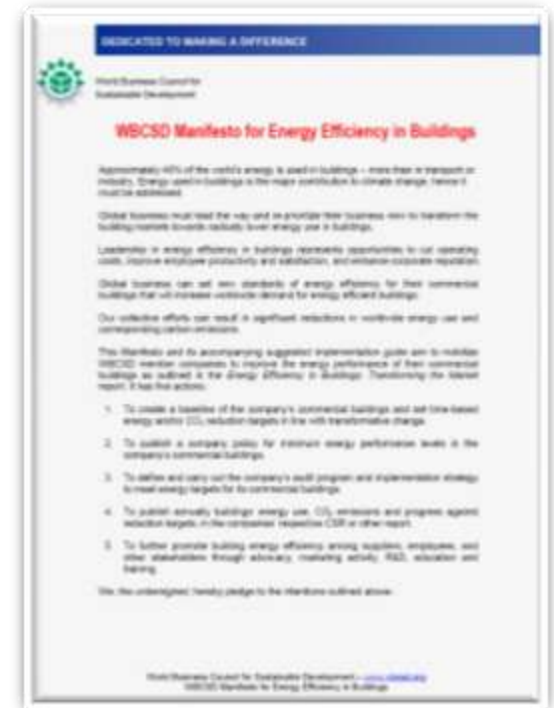 DEDICATED TO MAKING A DIFFERENCE
World Business Council for
Sustainable Development
WBCSD Manifesto for Energy Efficiency in Buildings
Approximately 40% of the world's energy is used in buildings – more than in transport or
industry. Energy used in buildings is the major contribution to climate change, hence it
must be addressed.
Global business must lead the way and re-prioritize their business now to transform the
building markets towards radically lower energy use in buildings.
Leadership in energy efficiency in buildings represents opportunities to cut operating
costs, improve employee productivity and satisfaction, and enhance corporate reputation.
Global business can set new standards of energy efficiency for their commercial
buildings that will increase worldwide demand for energy efficient buildings.
Our collective efforts can result in significant reductions in worldwide energy use and
corresponding carbon emissions.
This Manifesto and its accompanying suggested implementation guide aim to mobilize
WBCSD member companies to improve the energy performance of their commercial
buildings as outlined in the Energy Efficiency in Buildings: Transforming the Market
report. It has five actions:
1. To create a baseline of the company's commercial buildings and set time-based
energy and/or CO₂ reduction targets in line with transformative change.
2. To publish a company policy for minimum energy performance levels in the
company's commercial buildings.
3. To define and carry out the company's audit program and implementation strategy
to meet energy targets for its commercial buildings.
4. To publish annually buildings' energy use, CO₂ emissions and progress against
reduction targets, in the companies' respective CSR or other report.
5. To further promote building energy efficiency among suppliers, employees, and
other stakeholders through advocacy, marketing activity, R&D, education and
training.
We, the undersigned, hereby pledge to the intentions outlined above:
World Business Council for Sustainable Development – www.wbcsd.org
WBCSD Manifesto for Energy Efficiency in Buildings